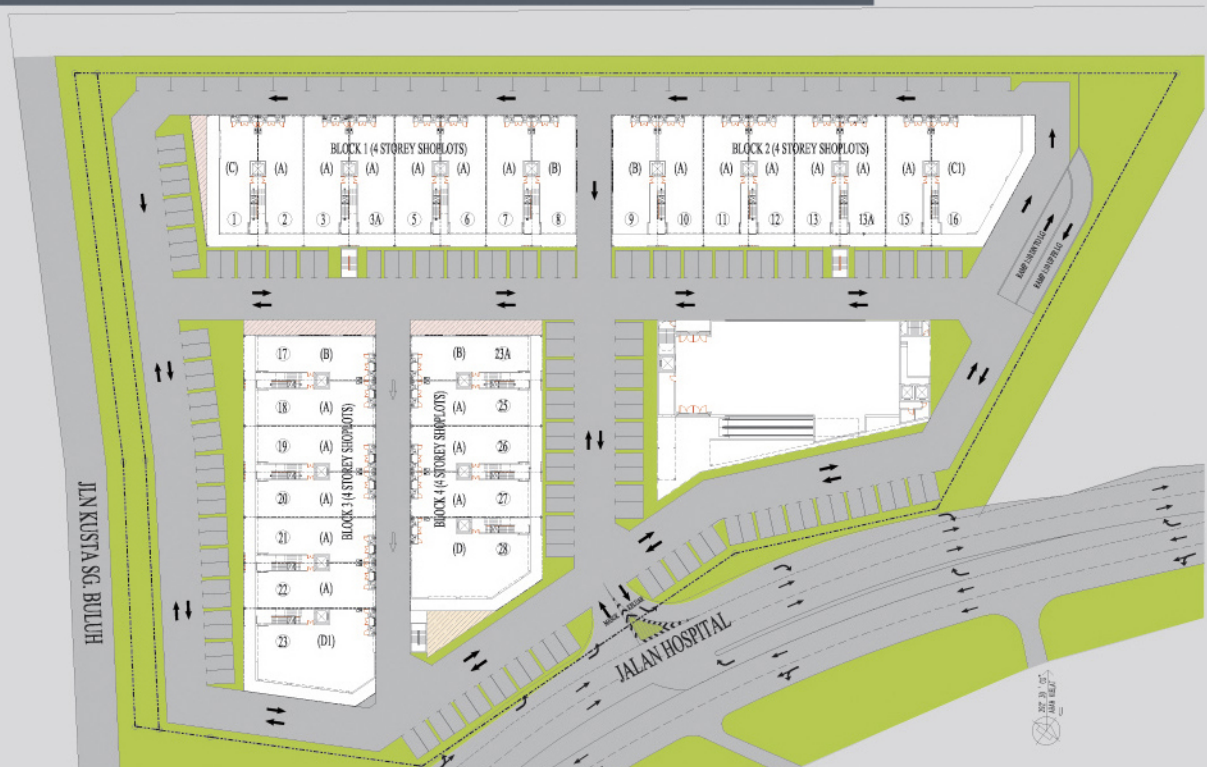 BLOCK 1 (4 STOREY SHOPLOTS)
BLOCK 2 (4 STOREY SHOPLOTS)
(C) (A) (A) (A) (A) (A) (A) (B)
(B) (A) (A) (A) (A) (A) (A) (C1)
1 2 3 3A 5 6 7 8
9 10 11 12 13 13A 15 16
17 (B)
18 (A)
19 (A)
20 (A)
21 (A)
22 (A)
23 (D1)
BLOCK 3 (4 STOREY SHOPLOTS)
BLOCK 4 (4 STOREY SHOPLOTS)
(B) 23A
(A) 25
(A) 26
(A) 27
(D) 28
JLN KUSTA SG. BULUH
JALAN HOSPITAL